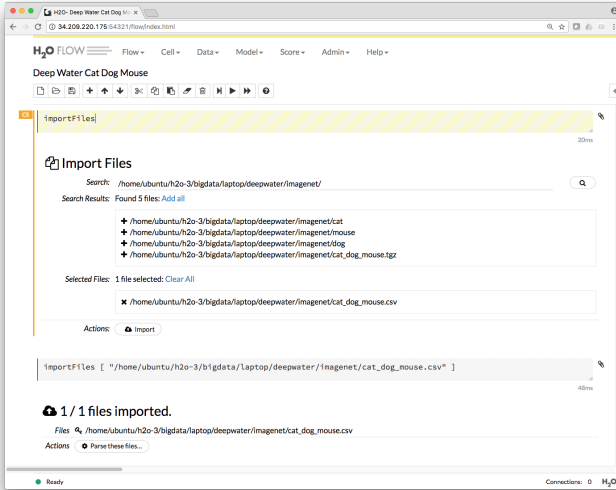 H2O- Deep Water Cat Dog Mo
34.209.220.175:54321/flow/index.html
H2O FLOW Flow Cell Data Model Score Admin Help
Deep Water Cat Dog Mouse
CS
importFiles
20ms
Import Files
Search: /home/ubuntu/h2o-3/bigdata/laptop/deepwater/imagenet/
Search Results: Found 5 files: Add all
/home/ubuntu/h2o-3/bigdata/laptop/deepwater/imagenet/cat
/home/ubuntu/h2o-3/bigdata/laptop/deepwater/imagenet/mouse
/home/ubuntu/h2o-3/bigdata/laptop/deepwater/imagenet/dog
/home/ubuntu/h2o-3/bigdata/laptop/deepwater/imagenet/cat_dog_mouse.tgz
Selected Files: 1 file selected: Clear All
/home/ubuntu/h2o-3/bigdata/laptop/deepwater/imagenet/cat_dog_mouse.csv
Actions: Import
importFiles [ "/home/ubuntu/h2o-3/bigdata/laptop/deepwater/imagenet/cat_dog_mouse.csv" ]
48ms
1 / 1 files imported.
Files /home/ubuntu/h2o-3/bigdata/laptop/deepwater/imagenet/cat_dog_mouse.csv
Actions Parse these files...
Ready Connections: 0 H2O